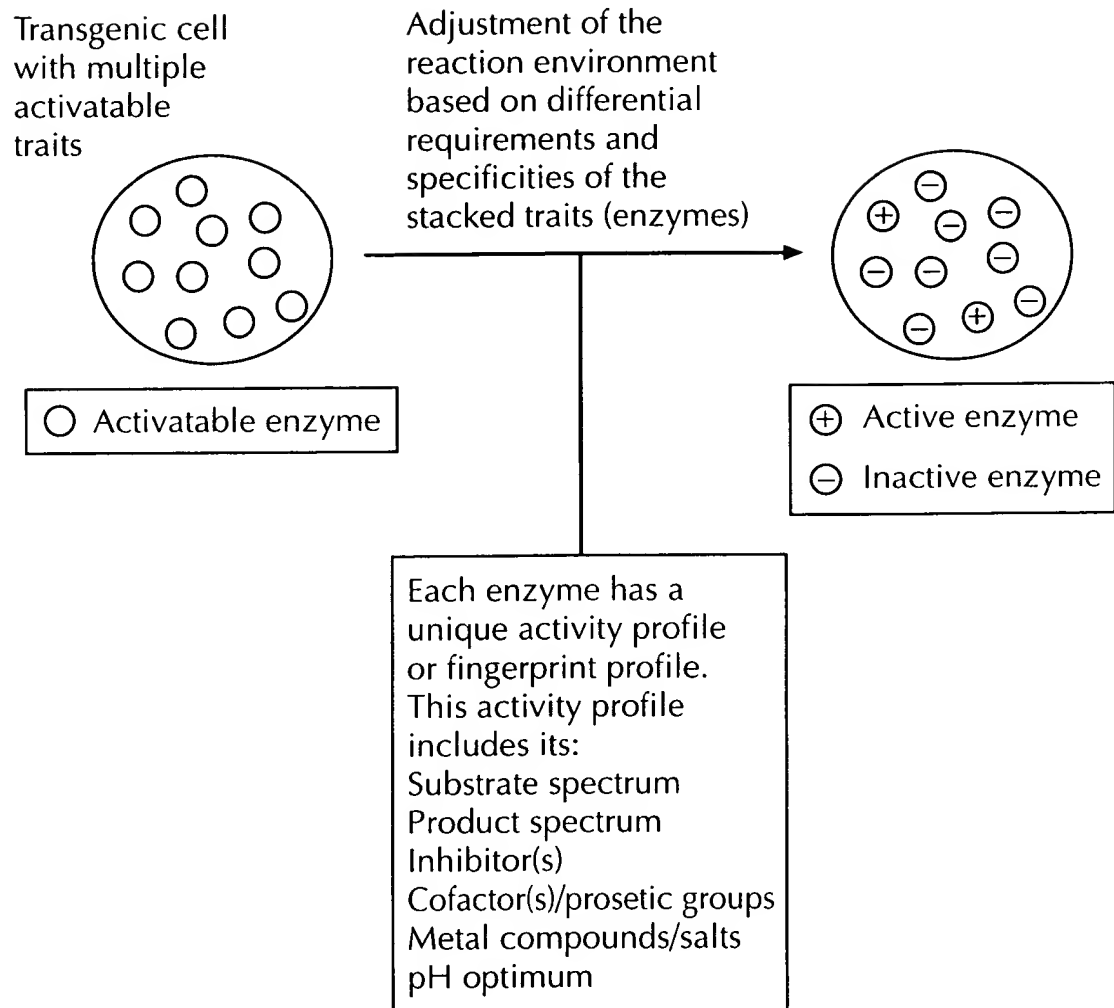 Transgenic cell
with multiple
activatable
traits
Adjustment of the
reaction environment
based on differential
requirements and
specificities of the
stacked traits (enzymes)
Activatable enzyme
+ Active enzyme
− Inactive enzyme
Each enzyme has a
unique activity profile
or fingerprint profile.
This activity profile
includes its:
Substrate spectrum
Product spectrum
Inhibitor(s)
Cofactor(s)/prosetic groups
Metal compounds/salts
pH optimum